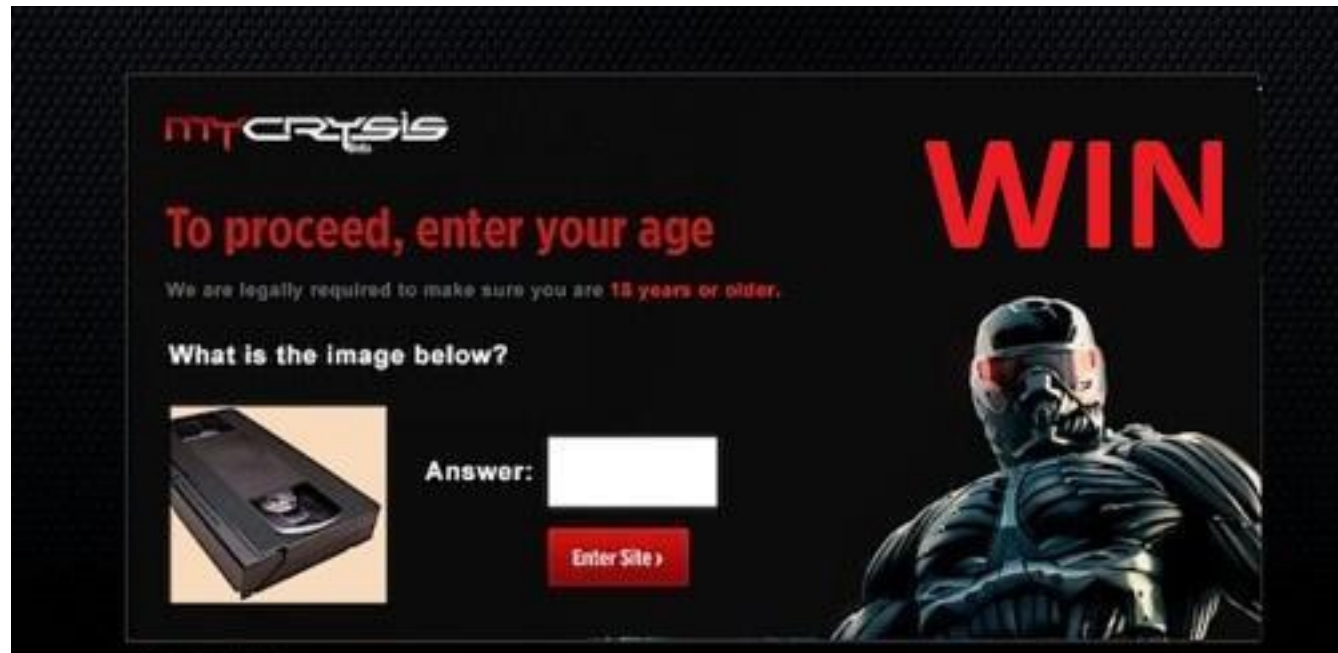 myCRYSIS
WIN
To proceed, enter your age
We are legally required to make sure you are 18 years or older.
What is the image below?
Answer:
Enter Site ›